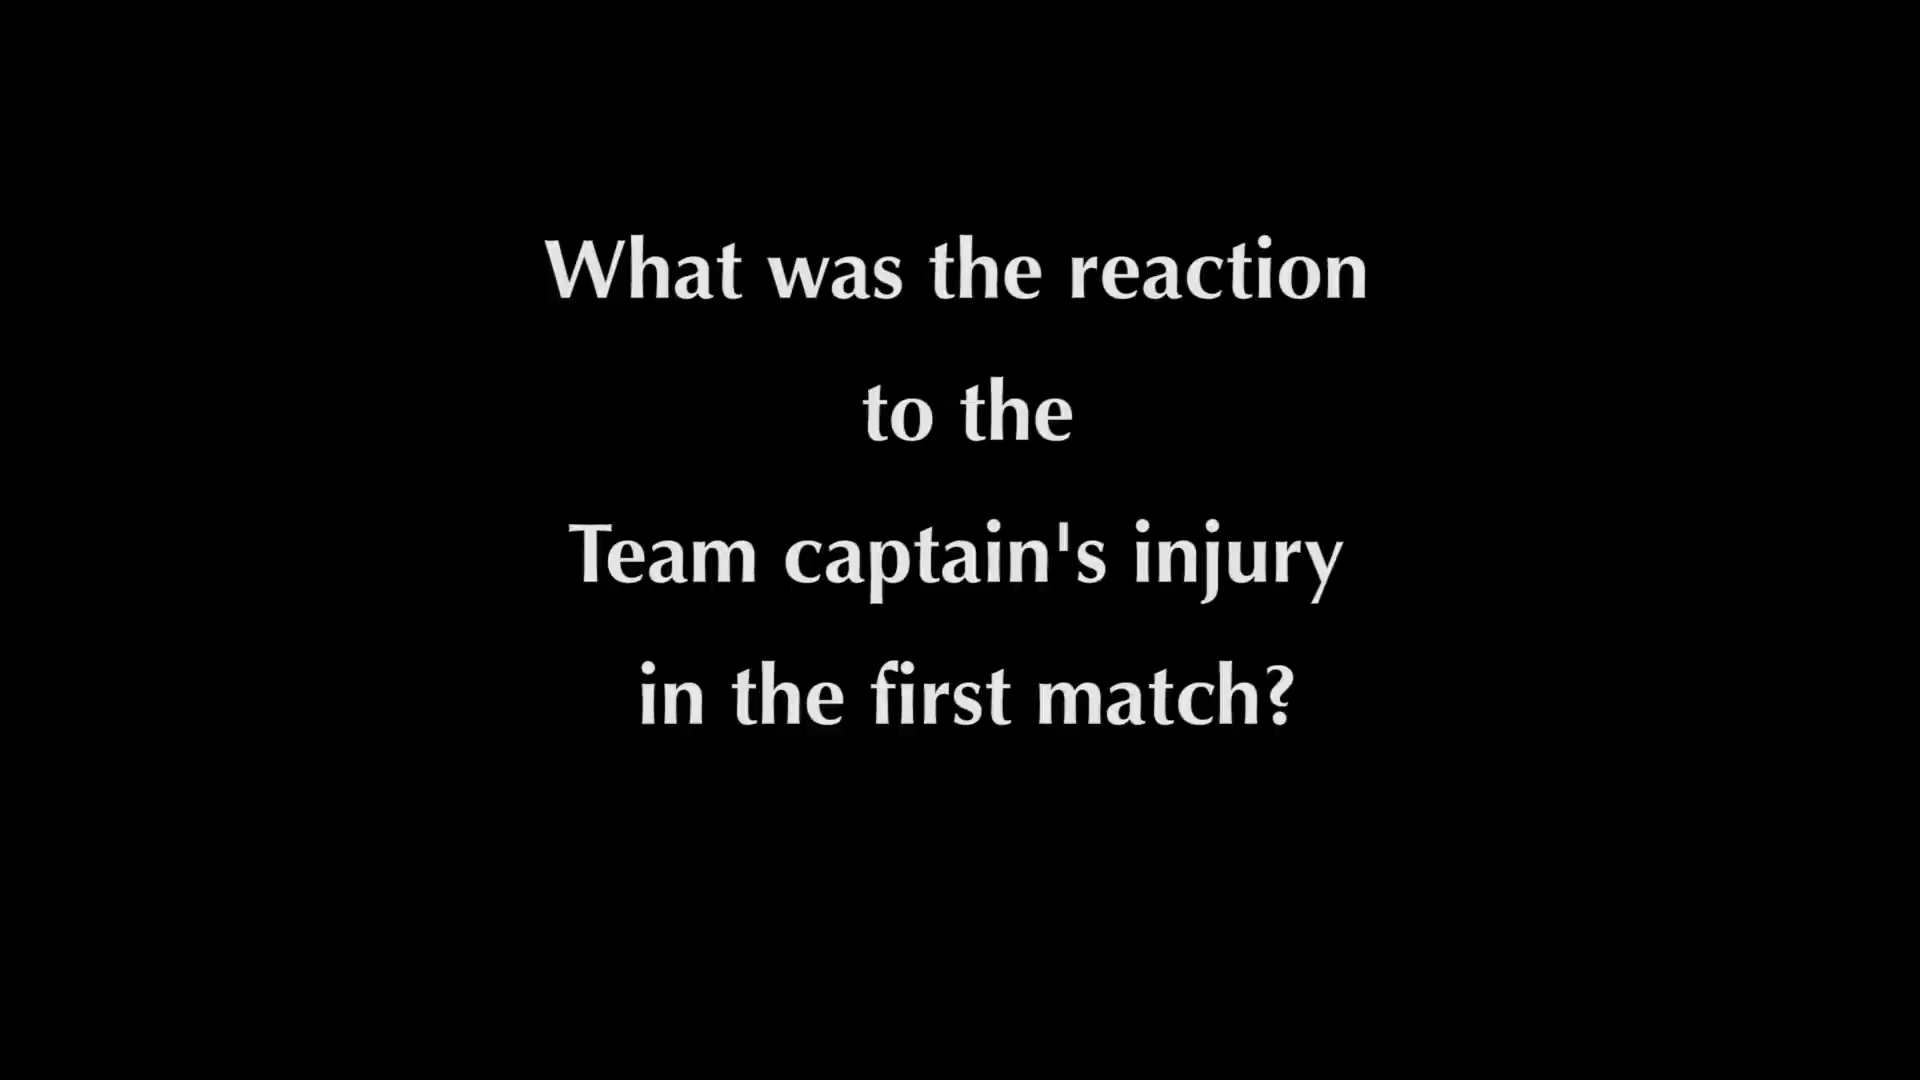 What was the reaction
to the
Team captain's injury
in the first match?